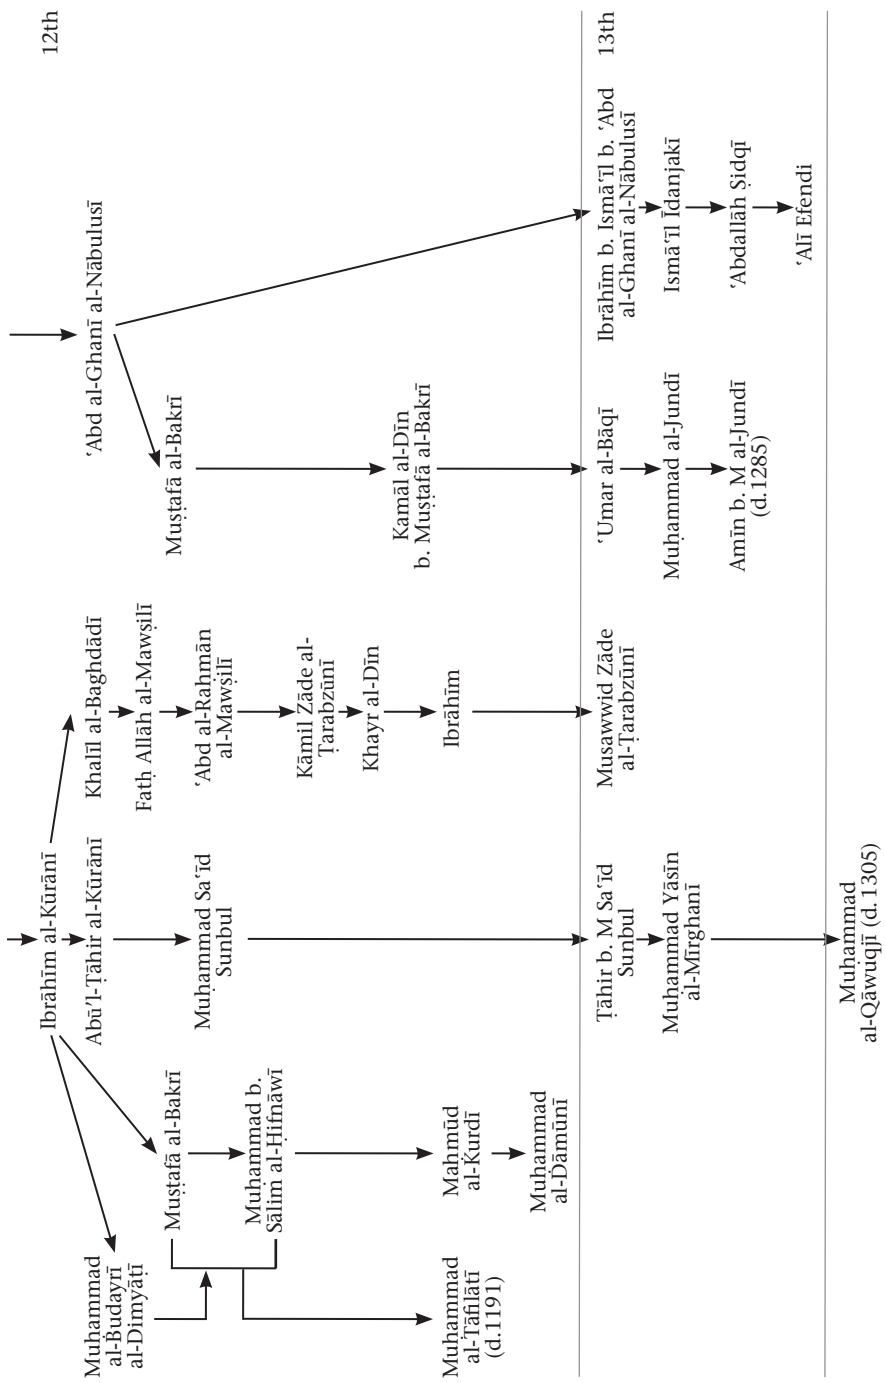 12th
ʿAbd al-Ghanī al-Nābulusī
Muṣṭafā al-Bakrī
Kamāl al-Dīn
b. Muṣṭafā al-Bakrī
Ibrāhīm al-Kūrānī
Khalīl al-Baghdādī
Fatḥ Allāh al-Mawṣilī
ʿAbd al-Raḥmān
al-Mawṣilī
Kāmil Zāde al-
Ṭarabzūnī
Khayr al-Dīn
Ibrāhīm
Abū’l-Ṭāhir al-Kūrānī
Muḥammad Saʿīd
Sunbul
Muṣṭafā al-Bakrī
Muḥammad b.
Sālim al-Ḥifnāwī
Maḥmūd
al-Kurdī
Muḥammad
al-Ḍāmūnī
Muḥammad
al-Budayrī
al-Dimyāṭī
Muḥammad
al-Tāfilātī
(d.1191)
13th
Ibrāhīm b. Ismāʿīl b. ʿAbd
al-Ghanī al-Nābulusī
Ismāʿīl Īdanjakī
ʿAbdallāh Ṣidqī
ʿAlī Efendi
ʿUmar al-Bāqī
Muḥammad al-Jundī
Amīn b. M al-Jundī
(d.1285)
Musawwid Zāde
al-Ṭarabzūnī
Ṭāhir b. M Saʿīd
Sunbul
Muḥammad Yāsīn
al-Mīrghanī
Muḥammad
al-Qāwuqjī (d.1305)